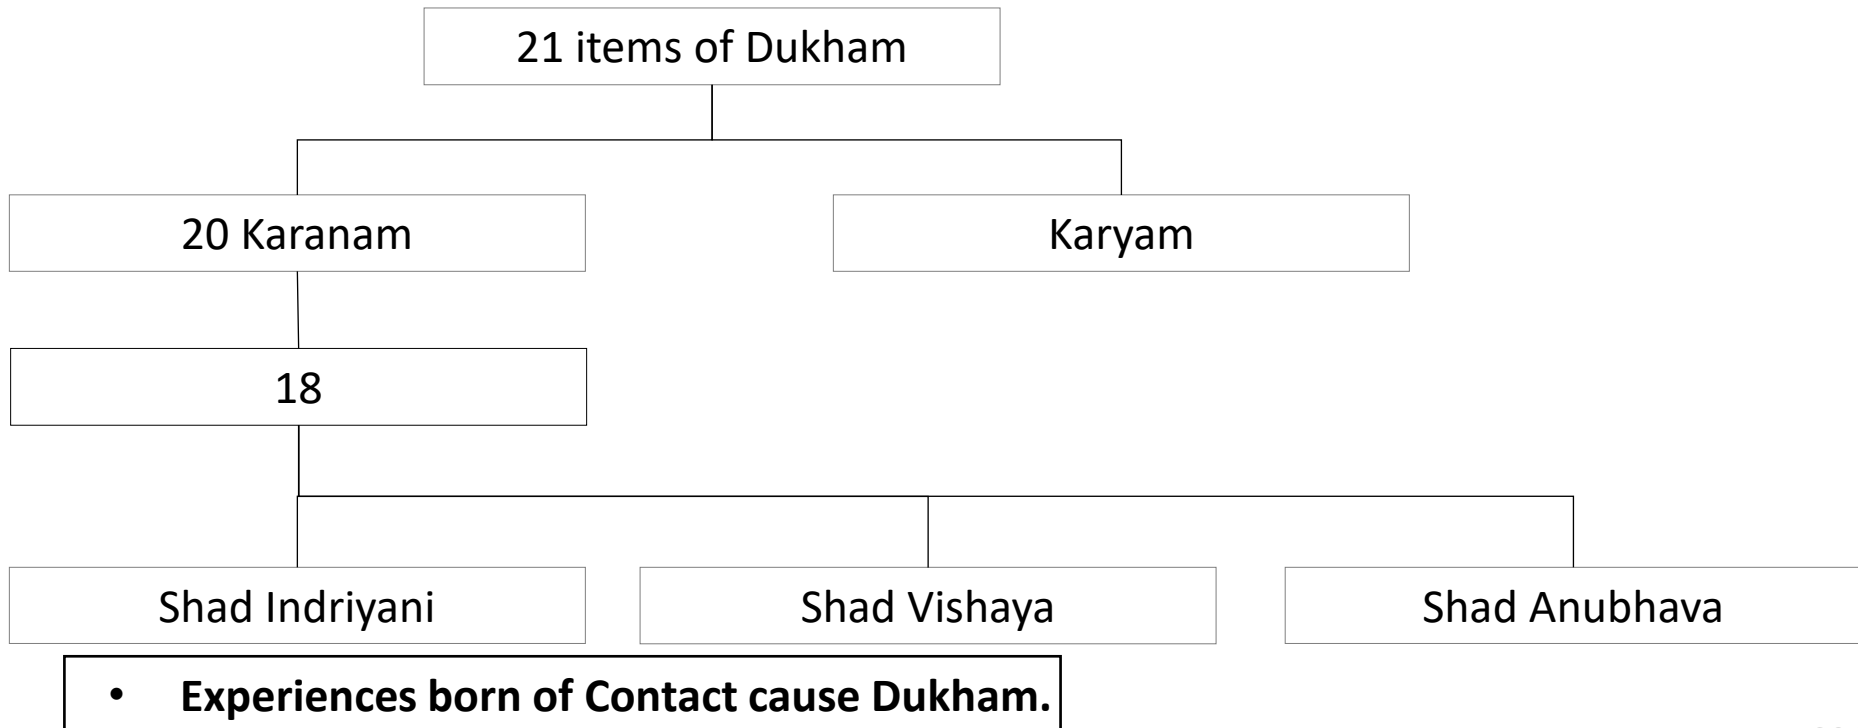 21 items of Dukham
20 Karanam
Karyam
18
Shad Indriyani
Shad Vishaya
Shad Anubhava
• Experiences born of Contact cause Dukham.